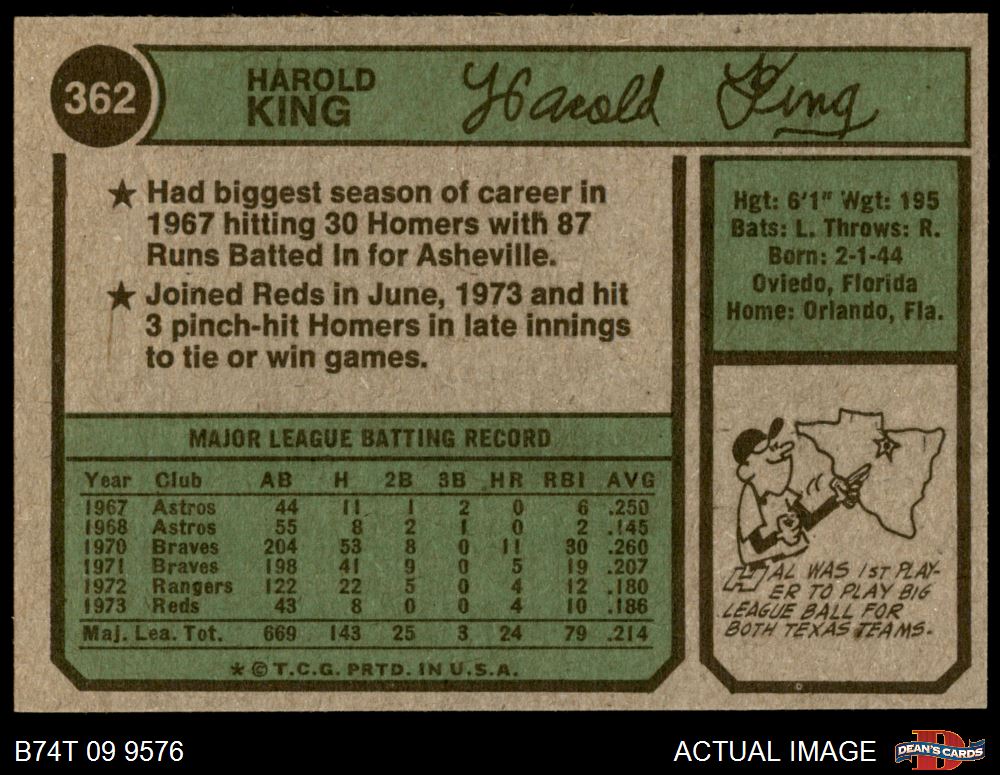 362
HAROLD
KING
Harold King
★ Had biggest season of career in
1967 hitting 30 Homers with 87
Runs Batted In for Asheville.
★ Joined Reds in June, 1973 and hit
3 pinch-hit Homers in late innings
to tie or win games.
Hgt: 6'1" Wgt: 195
Bats: L. Throws: R.
Born: 2-1-44
Oviedo, Florida
Home: Orlando, Fla.
MAJOR LEAGUE BATTING RECORD
Year Club AB H 2B 3B HR RBI AVG
1967 Astros 44 11 1 2 0 6 .250
1968 Astros 55 8 2 1 0 2 .145
1970 Braves 204 53 8 0 11 30 .260
1971 Braves 198 41 9 0 5 19 .207
1972 Rangers 122 22 5 0 4 12 .180
1973 Reds 43 8 0 0 4 10 .186
Maj. Lea. Tot. 669 143 25 3 24 79 .214
★ © T.C.G. PRTD. IN U.S.A.
HAL WAS 1ST PLAY-
ER TO PLAY BIG
LEAGUE BALL FOR
BOTH TEXAS TEAMS.
B74T 09 9576
ACTUAL IMAGE
D
DEAN'S CARDS